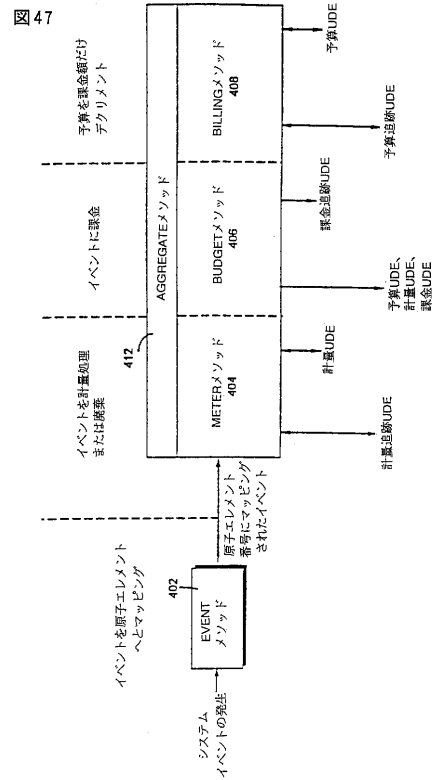 図47
システム
イベントの発生
イベントを原子エレメント
へとマッピング
402
EVENT
メソッド
原子エレメント
番号にマッピング
されたイベント
イベントを計量処理
または廃棄
イベントに課金
予算を課金額だけ
デクリメント
412
AGGREGATEメソッド
METERメソッド
404
BUDGETメソッド
406
BILLINGメソッド
408
計量追跡UDE
計量UDE
予算UDE、
計量UDE、
課金UDE
課金追跡UDE
予算追跡UDE
予算UDE